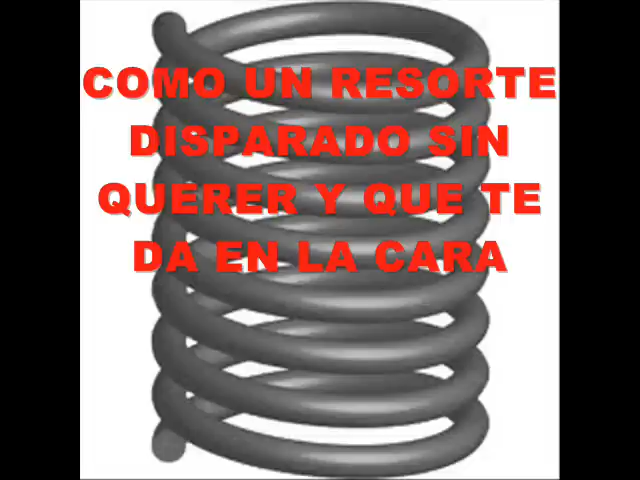 COMO UN RESORTE
DISPARADO SIN
QUERER Y QUE TE
DA EN LA CARA